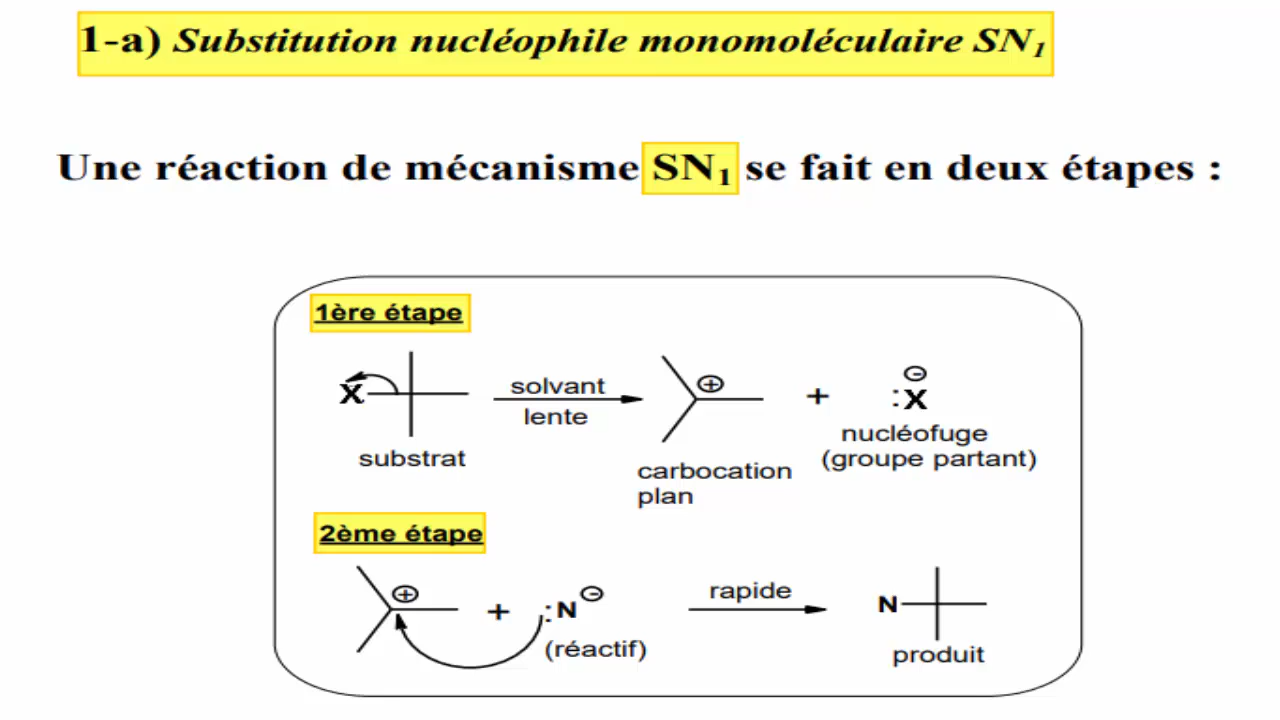 1-a) Substitution nucléophile monomoléculaire SN₁
Une réaction de mécanisme SN₁ se fait en deux étapes :
1ère étape
X
solvant
lente
⊕
+
⊖
:X
substrat
carbocation
plan
nucléofuge
(groupe partant)
2ème étape
⊕
+
:N
⊖
(réactif)
rapide
N
produit